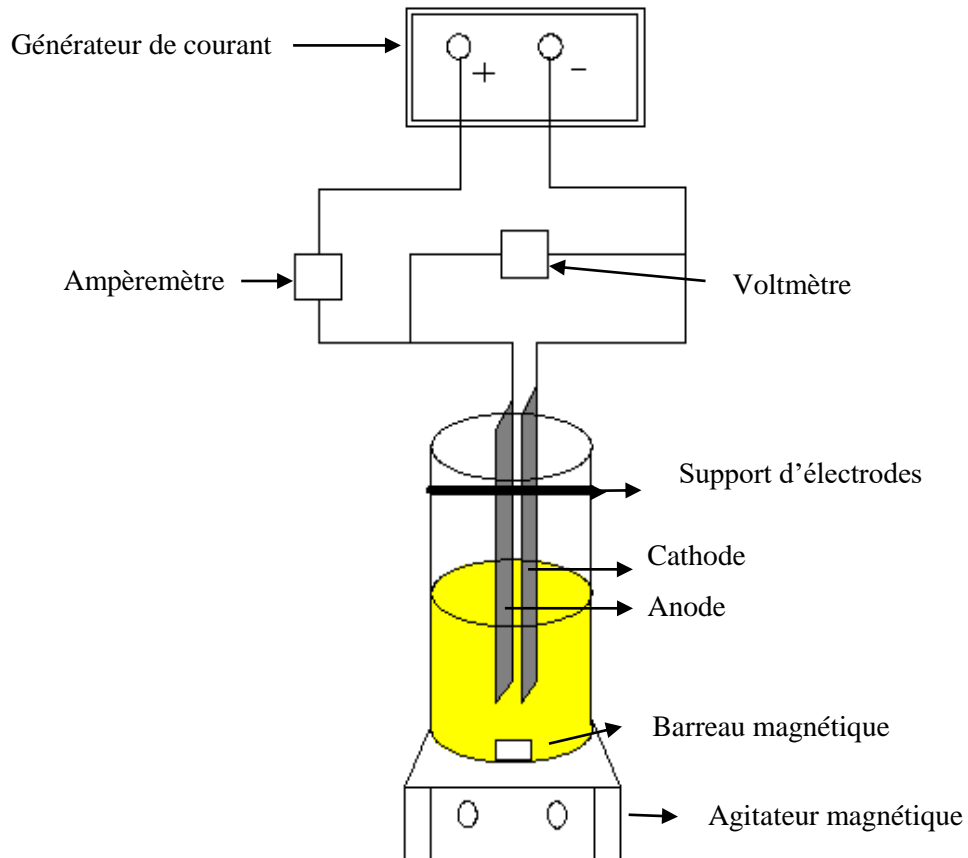 Générateur de courant
+
-
Ampèremètre
Voltmètre
Support d’électrodes
Cathode
Anode
Barreau magnétique
Agitateur magnétique